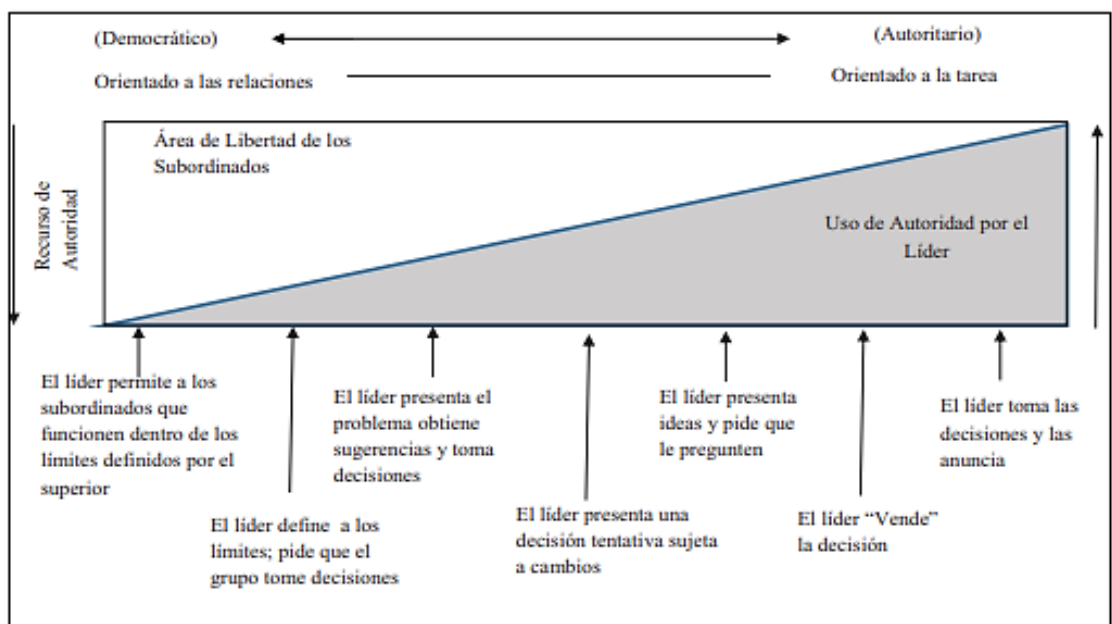 (Democrático)
(Autoritario)
Orientado a las relaciones
Orientado a la tarea
Área de Libertad de los
Subordinados
Recurso de
Autoridad
Uso de Autoridad por el
Líder
El líder permite a los
subordinados que
funcionen dentro de los
límites definidos por el
superior
El líder define a los
límites; pide que el
grupo tome decisiones
El líder presenta el
problema obtiene
sugerencias y toma
decisiones
El líder presenta una
decisión tentativa sujeta
a cambios
El líder presenta
ideas y pide que
le pregunten
El líder “Vende”
la decisión
El líder toma las
decisiones y las
anuncia